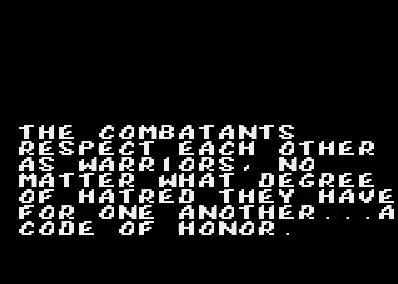 THE COMBATANTS
RESPECT EACH OTHER
AS WARRIORS, NO
MATTER WHAT DEGREE
OF HATRED THEY HAVE
FOR ONE ANOTHER...A
CODE OF HONOR.